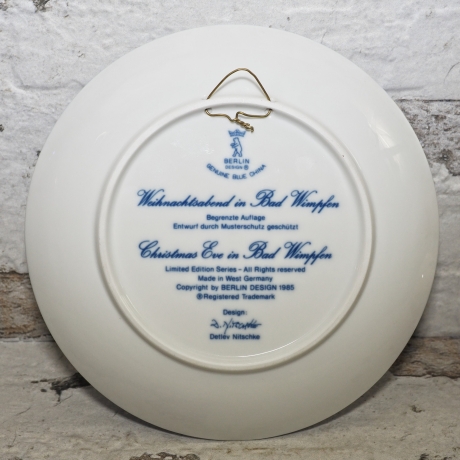 BERLIN
DESIGN ®
GENUINE BLUE CHINA
Weihnachtsabend in Bad Wimpfen
Begrenzte Auflage
Entwurf durch Musterschutz geschützt
Christmas Eve in Bad Wimpfen
Limited Edition Series - All Rights reserved
Made in West Germany
Copyright by BERLIN DESIGN 1985
®Registered Trademark
Design:
Detlev Nitschke